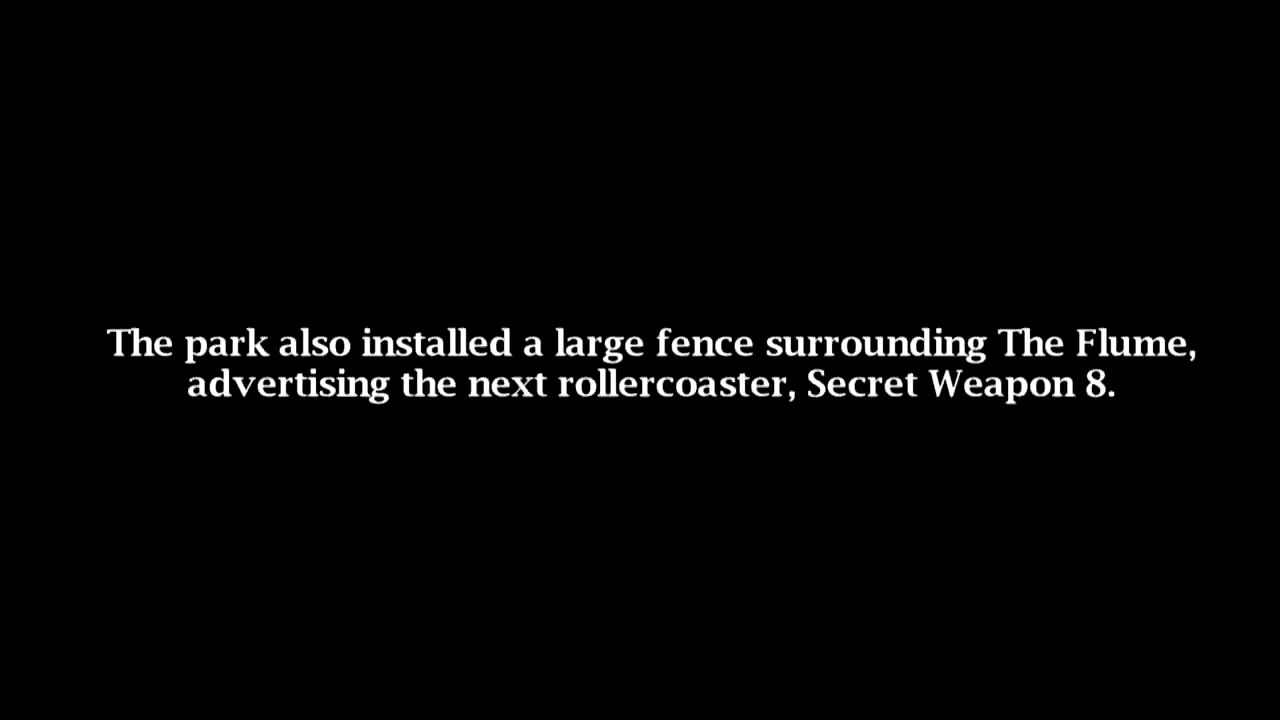 The park also installed a large fence surrounding The Flume,
advertising the next rollercoaster, Secret Weapon 8.